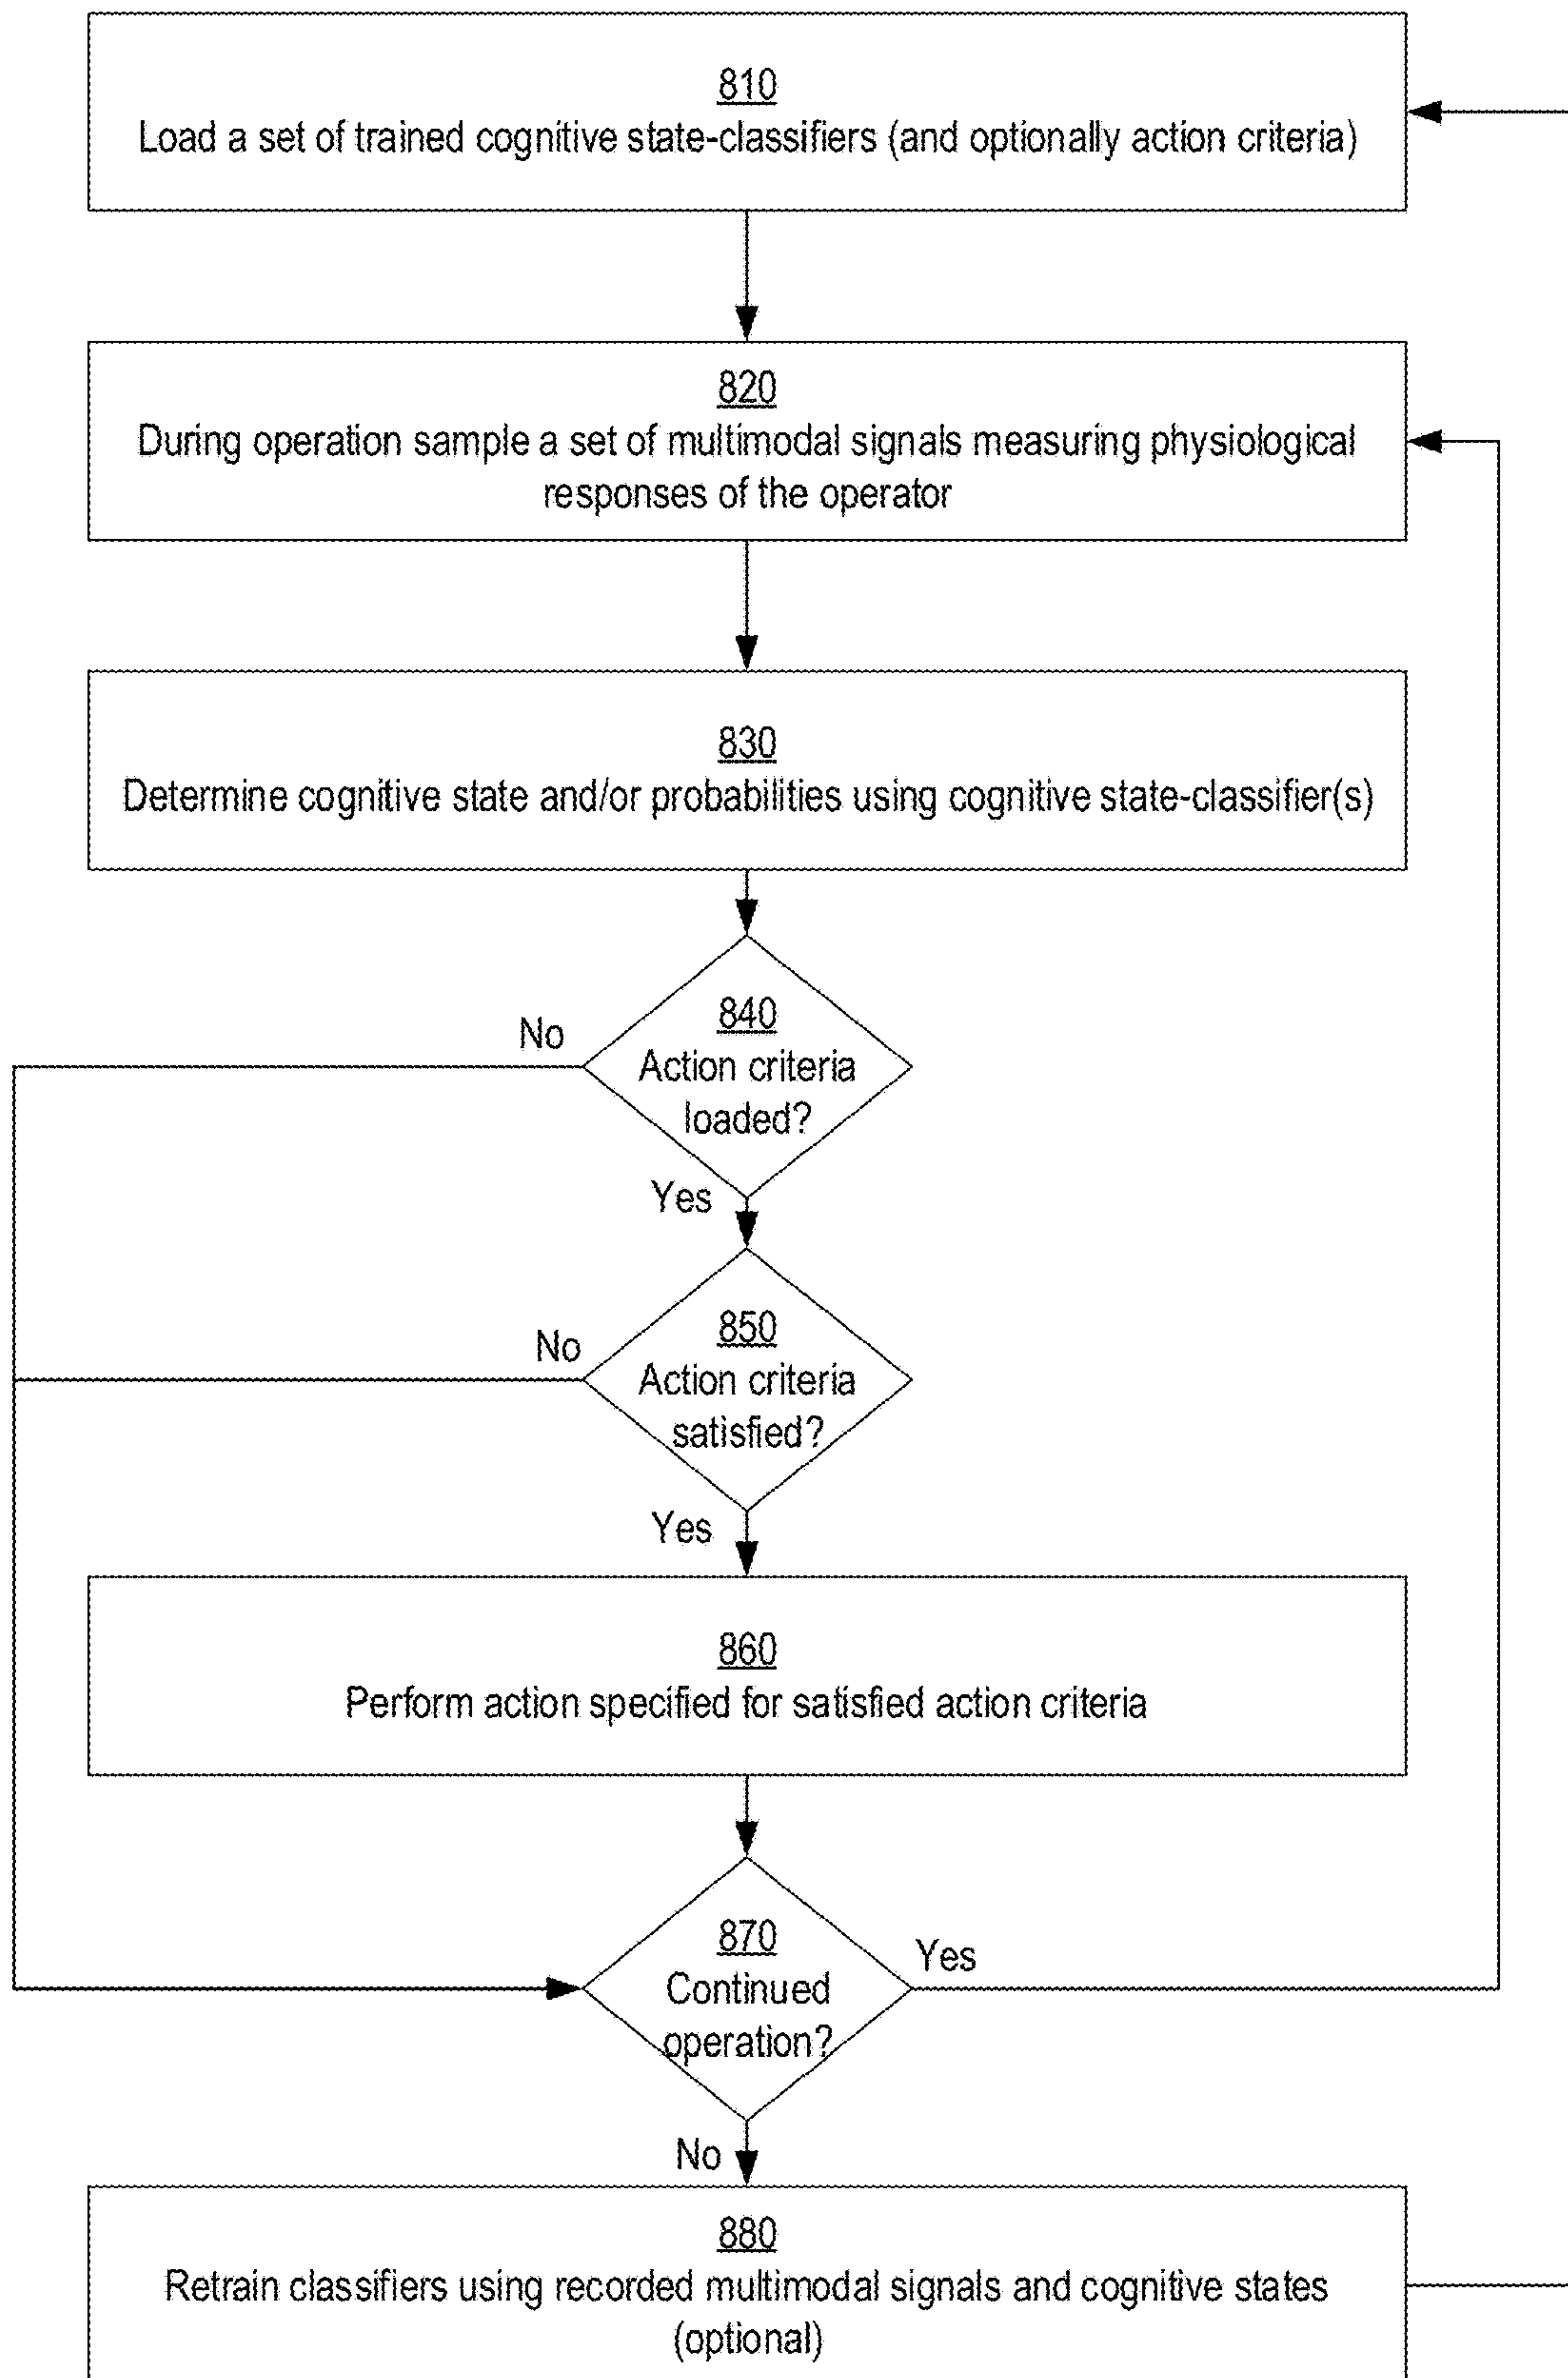 810
Load a set of trained cognitive state-classifiers (and optionally action criteria)
820
During operation sample a set of multimodal signals measuring physiological
responses of the operator
830
Determine cognitive state and/or probabilities using cognitive state-classifier(s)
No
840
Action criteria
loaded?
Yes
No
850
Action criteria
satisfied?
Yes
860
Perform action specified for satisfied action criteria
870
Continued
operation?
Yes
No
880
Retrain classifiers using recorded multimodal signals and cognitive states
(optional)